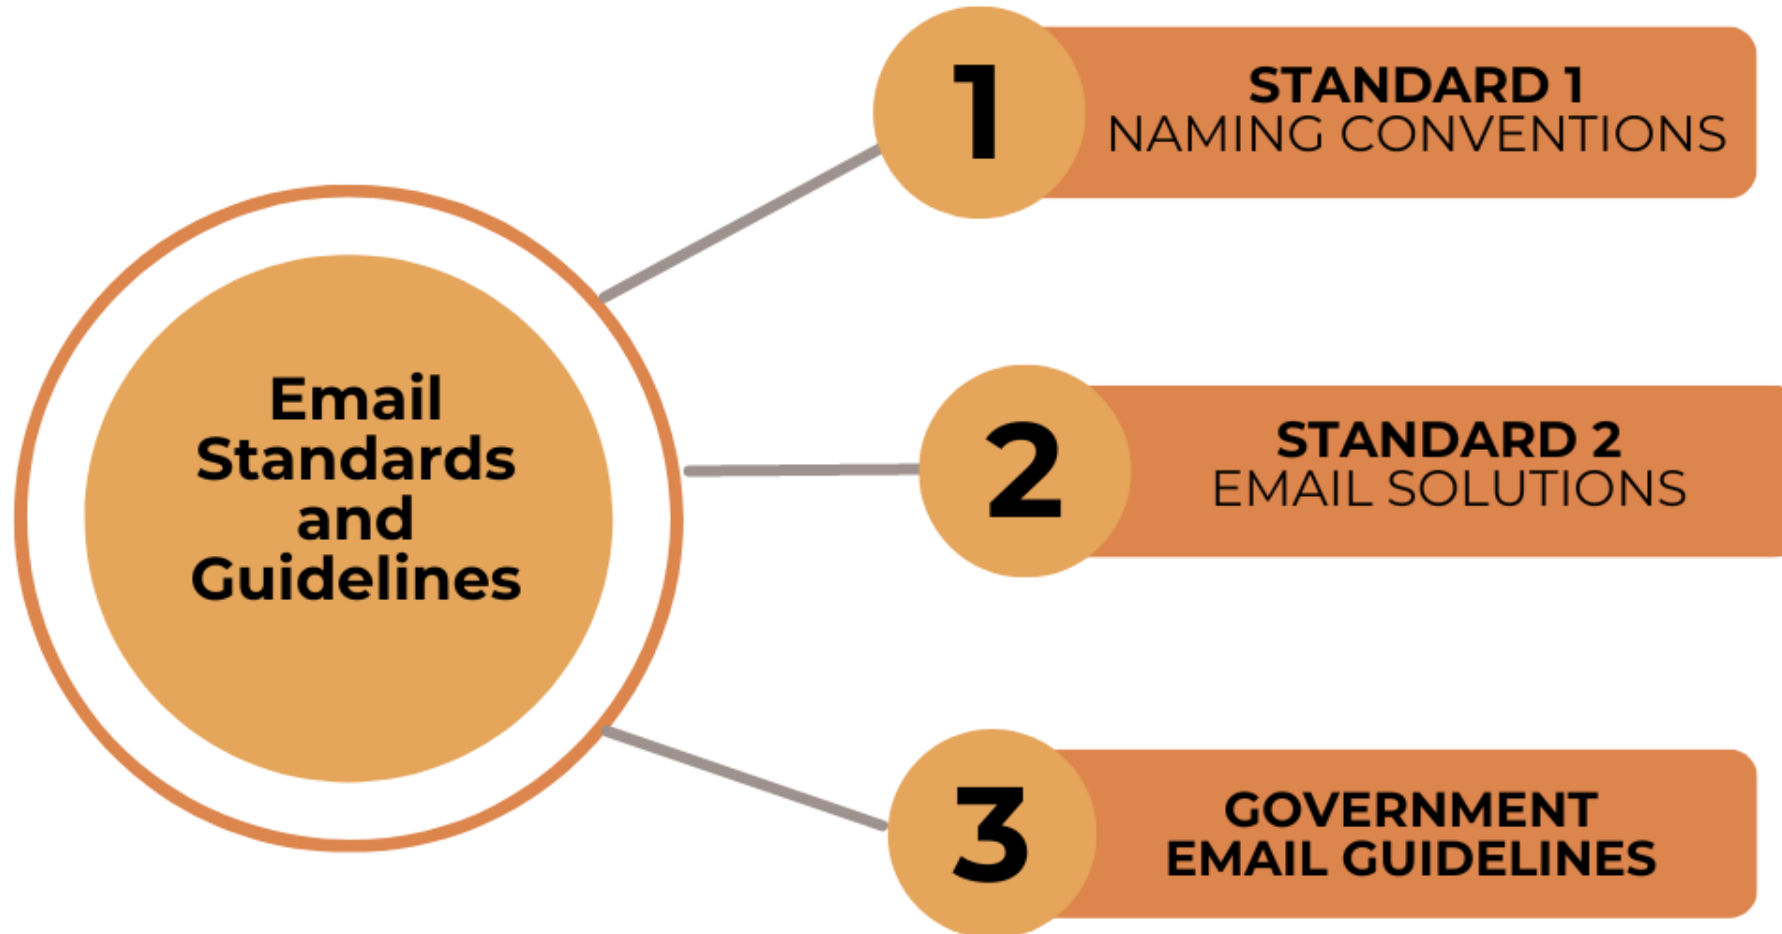 Email
Standards
and
Guidelines
1
STANDARD 1
NAMING CONVENTIONS
2
STANDARD 2
EMAIL SOLUTIONS
3
GOVERNMENT
EMAIL GUIDELINES